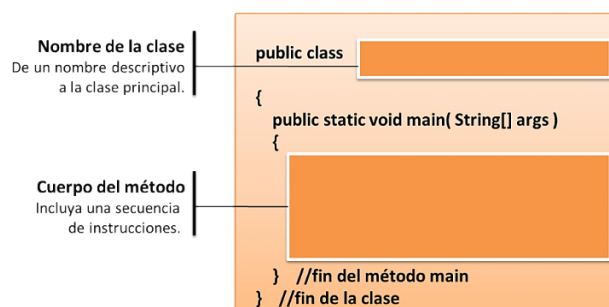 Nombre de la clase
De un nombre descriptivo
a la clase principal.
public class
{
public static void main( String[] args )
{
Cuerpo del método
Incluya una secuencia
de instrucciones.
} //fin del método main
} //fin de la clase